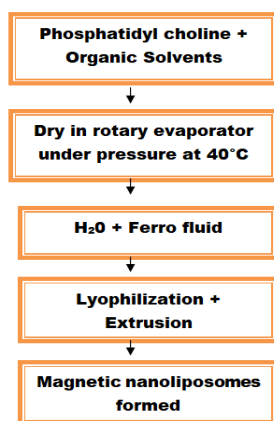 Phosphatidyl choline +
Organic Solvents
Dry in rotary evaporator
under pressure at 40°C
H₂0 + Ferro fluid
Lyophilization +
Extrusion
Magnetic nanoliposomes
formed